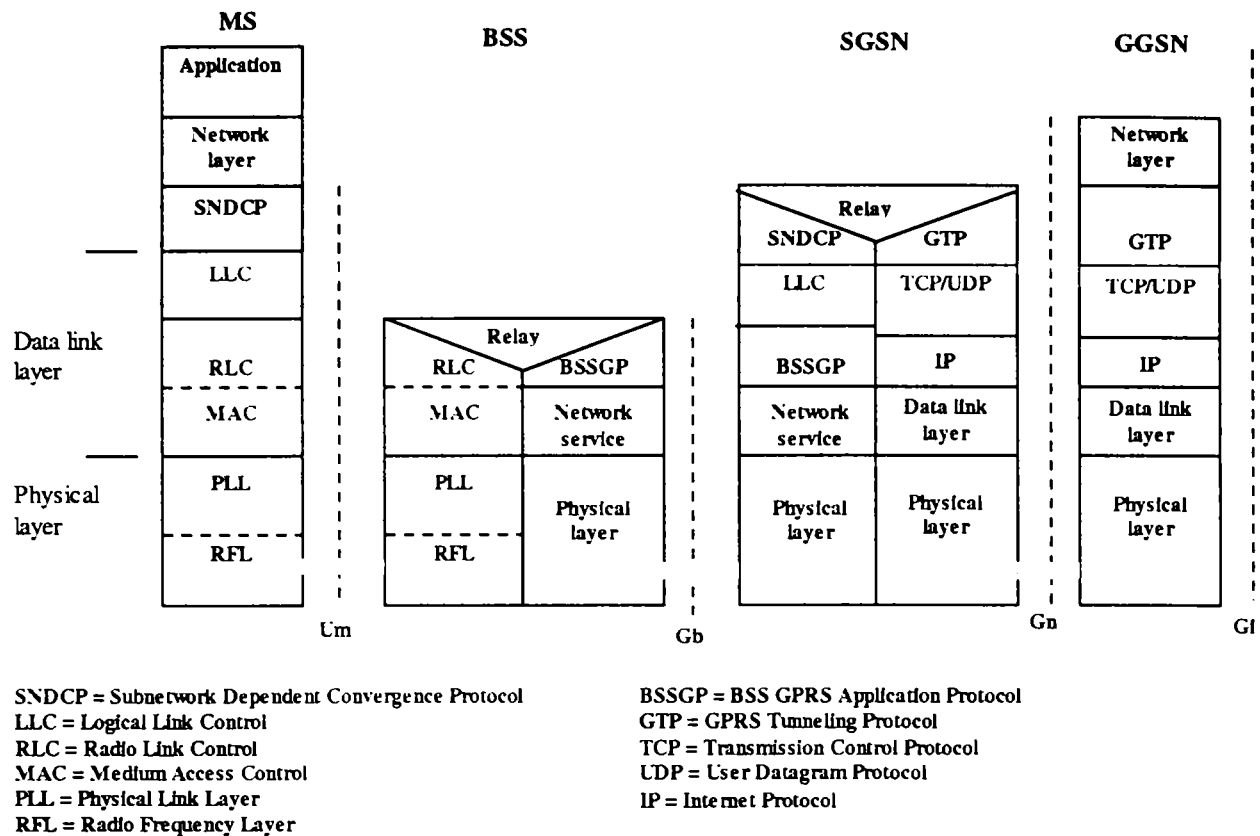 MS
BSS
SGSN
GGSN
Application
Network
layer
SNDCP
LLC
RLC
MAC
PLL
RFL
Data link
layer
Physical
layer
Um
Relay
RLC
BSSGP
MAC
Network
service
PLL
RFL
Physical
layer
Gb
Relay
SNDCP
GTP
LLC
TCP/UDP
BSSGP
IP
Network
service
Data link
layer
Physical
layer
Physical
layer
Gn
Network
layer
GTP
TCP/UDP
IP
Data link
layer
Physical
layer
SNDCP = Subnetwork Dependent Convergence Protocol
LLC = Logical Link Control
RLC = Radio Link Control
MAC = Medium Access Control
PLL = Physical Link Layer
RFL = Radio Frequency Layer
BSSGP = BSS GPRS Application Protocol
GTP = GPRS Tunneling Protocol
TCP = Transmission Control Protocol
UDP = User Datagram Protocol
IP = Internet Protocol